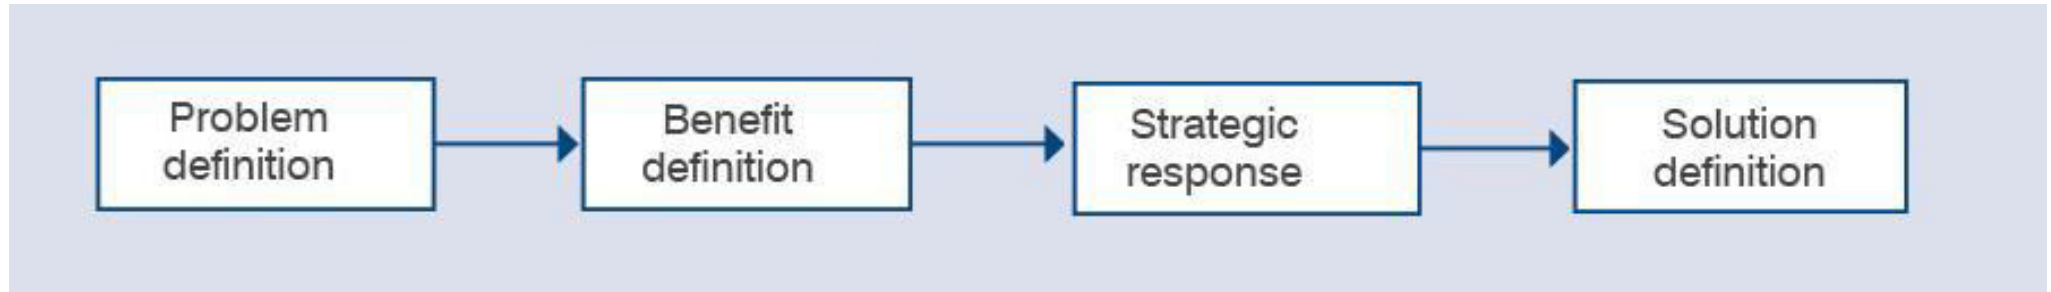 Problem
definition
Benefit
definition
Strategic
response
Solution
definition